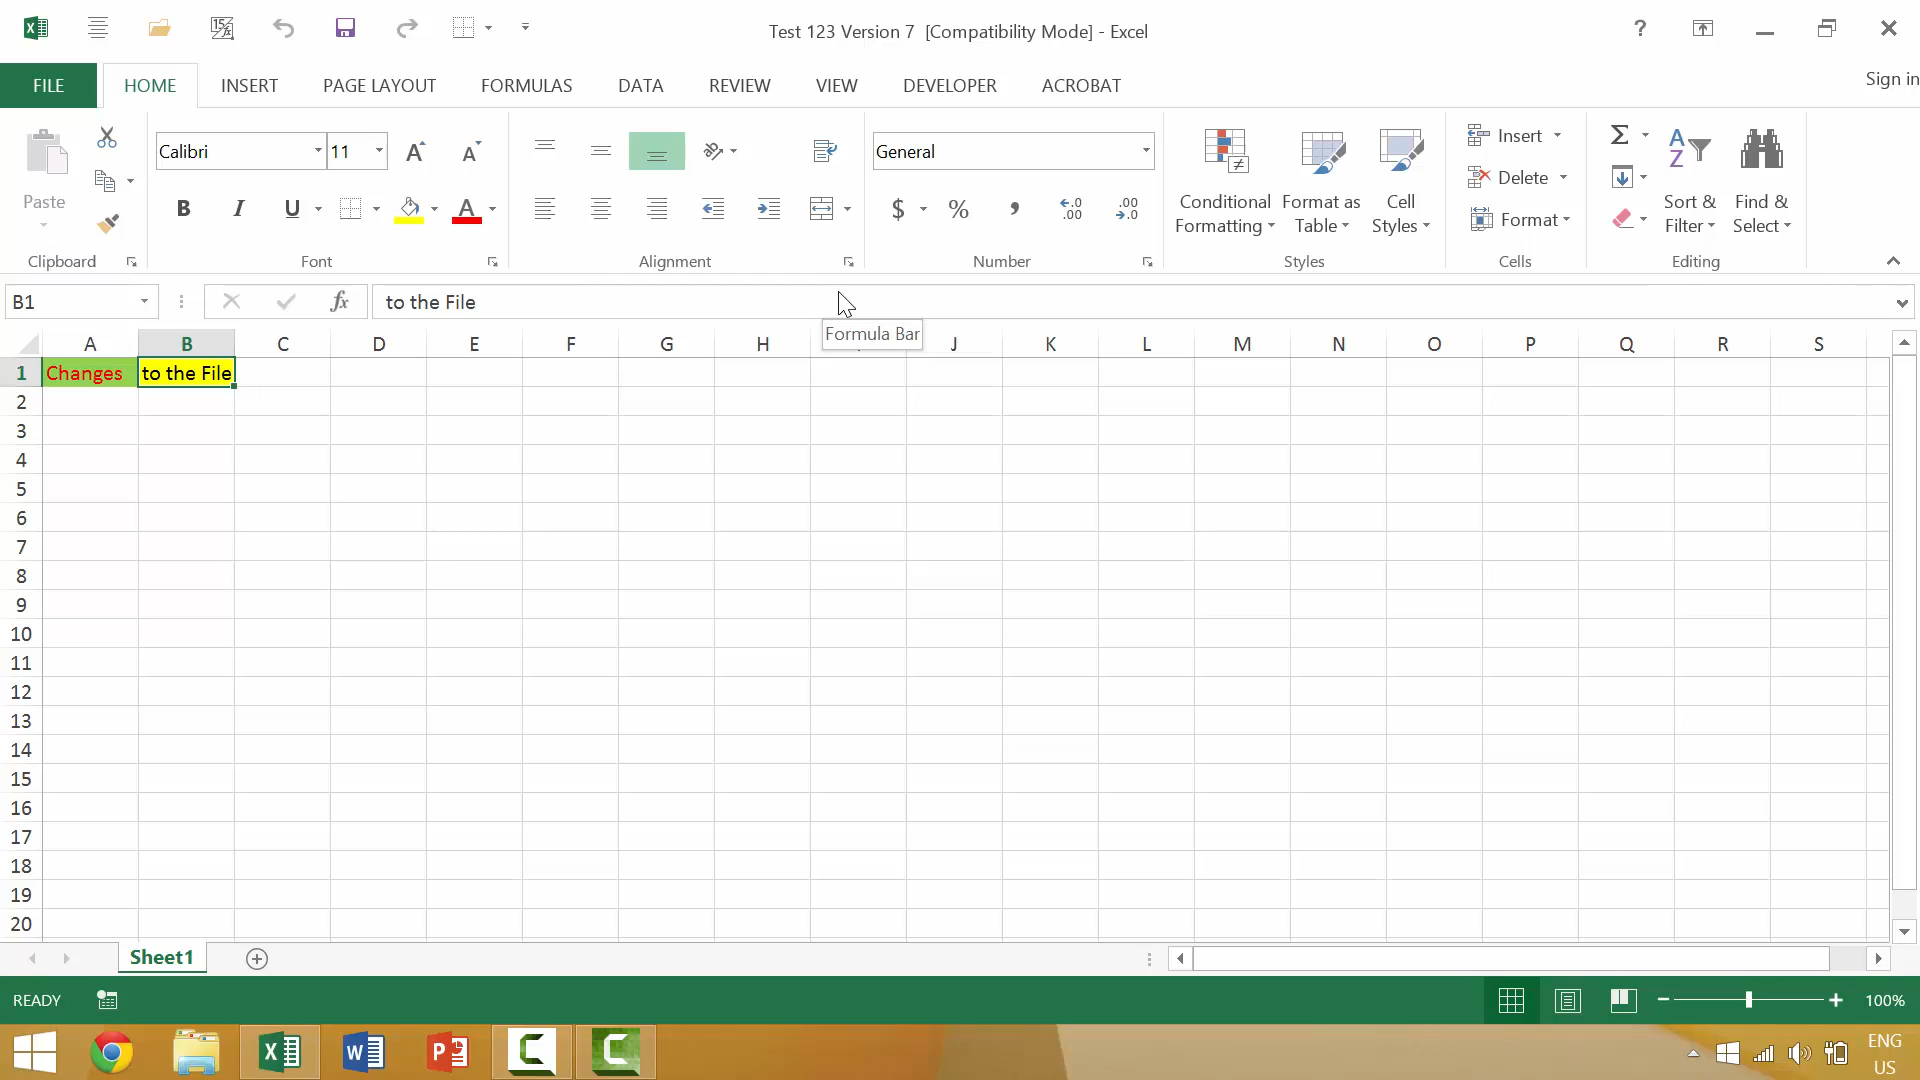 Test 123 Version 7 [Compatibility Mode] - Excel
Sign in
FILE HOME INSERT PAGE LAYOUT FORMULAS DATA REVIEW VIEW DEVELOPER ACROBAT
Paste
Clipboard
Calibri 11
B I U A
Font
Alignment
General
$ % , .00 .00
Number
Conditional Formatting
Format as Table
Cell Styles
Styles
Insert
Delete
Format
Cells
Sort & Filter
Find & Select
Editing
B1 fx to the File
Formula Bar
A B C D E F G H J K L M N O P Q R S
1 Changes to the File
2
3
4
5
6
7
8
9
10
11
12
13
14
15
16
17
18
19
20
Sheet1
READY 100%
ENG
US